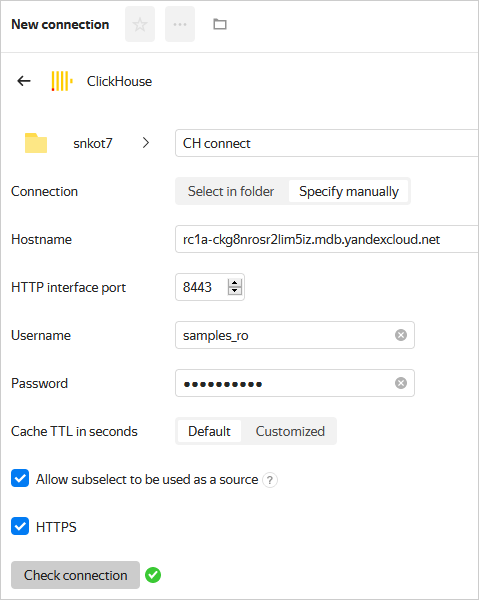 New connection
ClickHouse
snkot7 CH connect
Connection Select in folder Specify manually
Hostname rc1a-ckg8nrosr2lim5iz.mdb.yandexcloud.net
HTTP interface port 8443
Username samples_ro
Password ••••••••••
Cache TTL in seconds Default Customized
Allow subselect to be used as a source ?
HTTPS
Check connection